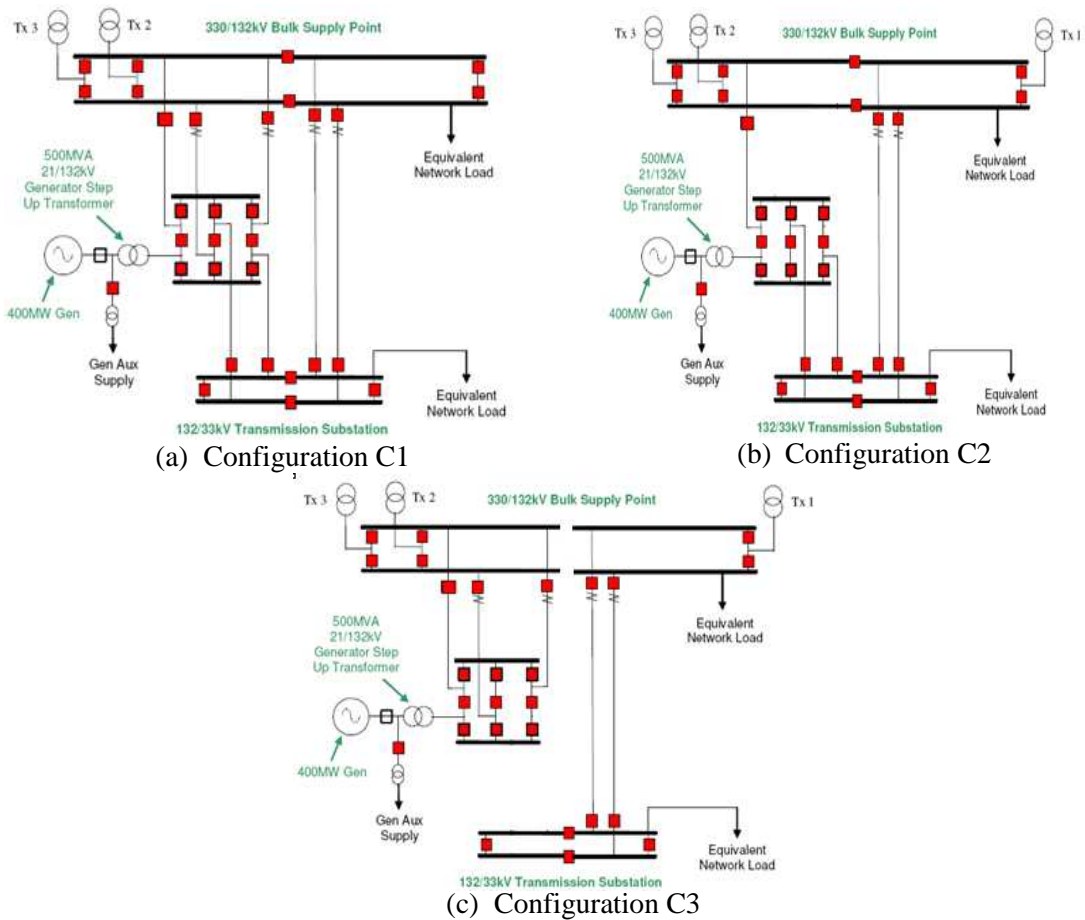 Tx 3
Tx 2
330/132kV Bulk Supply Point
500MVA
21/132kV
Generator Step
Up Transformer
Equivalent
Network Load
400MW Gen
Gen Aux
Supply
Equivalent
Network Load
132/33kV Transmission Substation
(a) Configuration C1
Tx 3
Tx 2
330/132kV Bulk Supply Point
Tx 1
500MVA
21/132kV
Generator Step
Up Transformer
Equivalent
Network Load
400MW Gen
Gen Aux
Supply
Equivalent
Network Load
132/33kV Transmission Substation
(b) Configuration C2
Tx 3
Tx 2
330/132kV Bulk Supply Point
Tx 1
500MVA
21/132kV
Generator Step
Up Transformer
Equivalent
Network Load
400MW Gen
Gen Aux
Supply
Equivalent
Network Load
132/33kV Transmission Substation
(c) Configuration C3